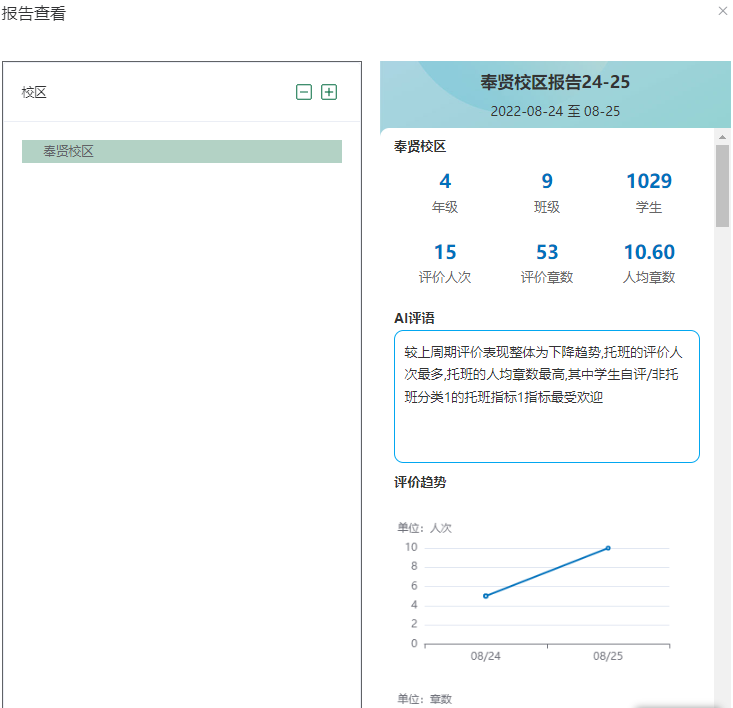 报告查看
校区
奉贤校区
奉贤校区报告24-25
2022-08-24 至 08-25
奉贤校区
4 9 1029
年级 班级 学生
15 53 10.60
评价人次 评价章数 人均章数
AI评语
较上周期评价表现整体为下降趋势,托班的评价人
次最多,托班的人均章数最高,其中学生自评/非托
班分类1的托班指标1指标最受欢迎
评价趋势
单位：人次
10
8
6
4
2
0
08/24 08/25
单位：章数